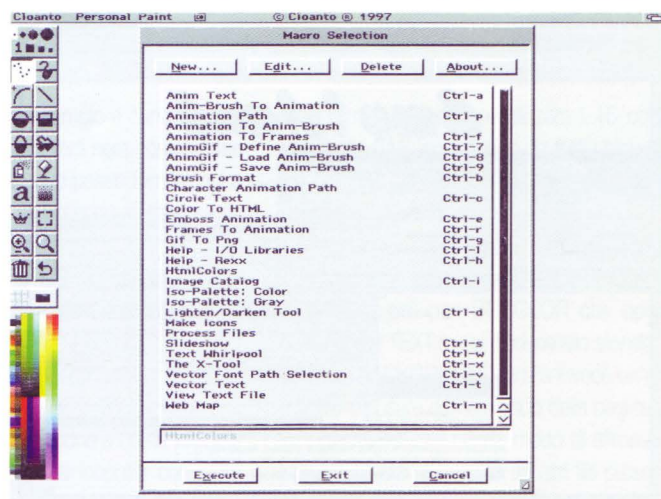 Cloanto Personal Paint © Cloanto ® 1997
Macro Selection
New... Edit... Delete About...
Anim Text Ctrl-a
Anim-Brush To Animation
Animation Path Ctrl-p
Animation To Anim-Brush
Animation To Frames Ctrl-f
AnimGif - Define Anim-Brush Ctrl-7
AnimGif - Load Anim-Brush Ctrl-8
AnimGif - Save Anim-Brush Ctrl-9
Brush Format Ctrl-b
Character Animation Path
Circle Text Ctrl-c
Color To HTML
Emboss Animation Ctrl-e
Frames To Animation Ctrl-r
Gif To Png Ctrl-g
Help - I/O Libraries Ctrl-l
Help - Rexx Ctrl-h
HtmlColors
Image Catalog Ctrl-i
Iso-Palette: Color
Iso-Palette: Gray
Lighten/Darken Tool Ctrl-d
Make Icons
Process Files
Slideshow
Text Whirlpool Ctrl-w
The X-Tool Ctrl-x
Vector Font Path Selection Ctrl-v
Vector Text Ctrl-t
View Text File
Web Map Ctrl-m
HtmlColors
Execute Exit Cancel